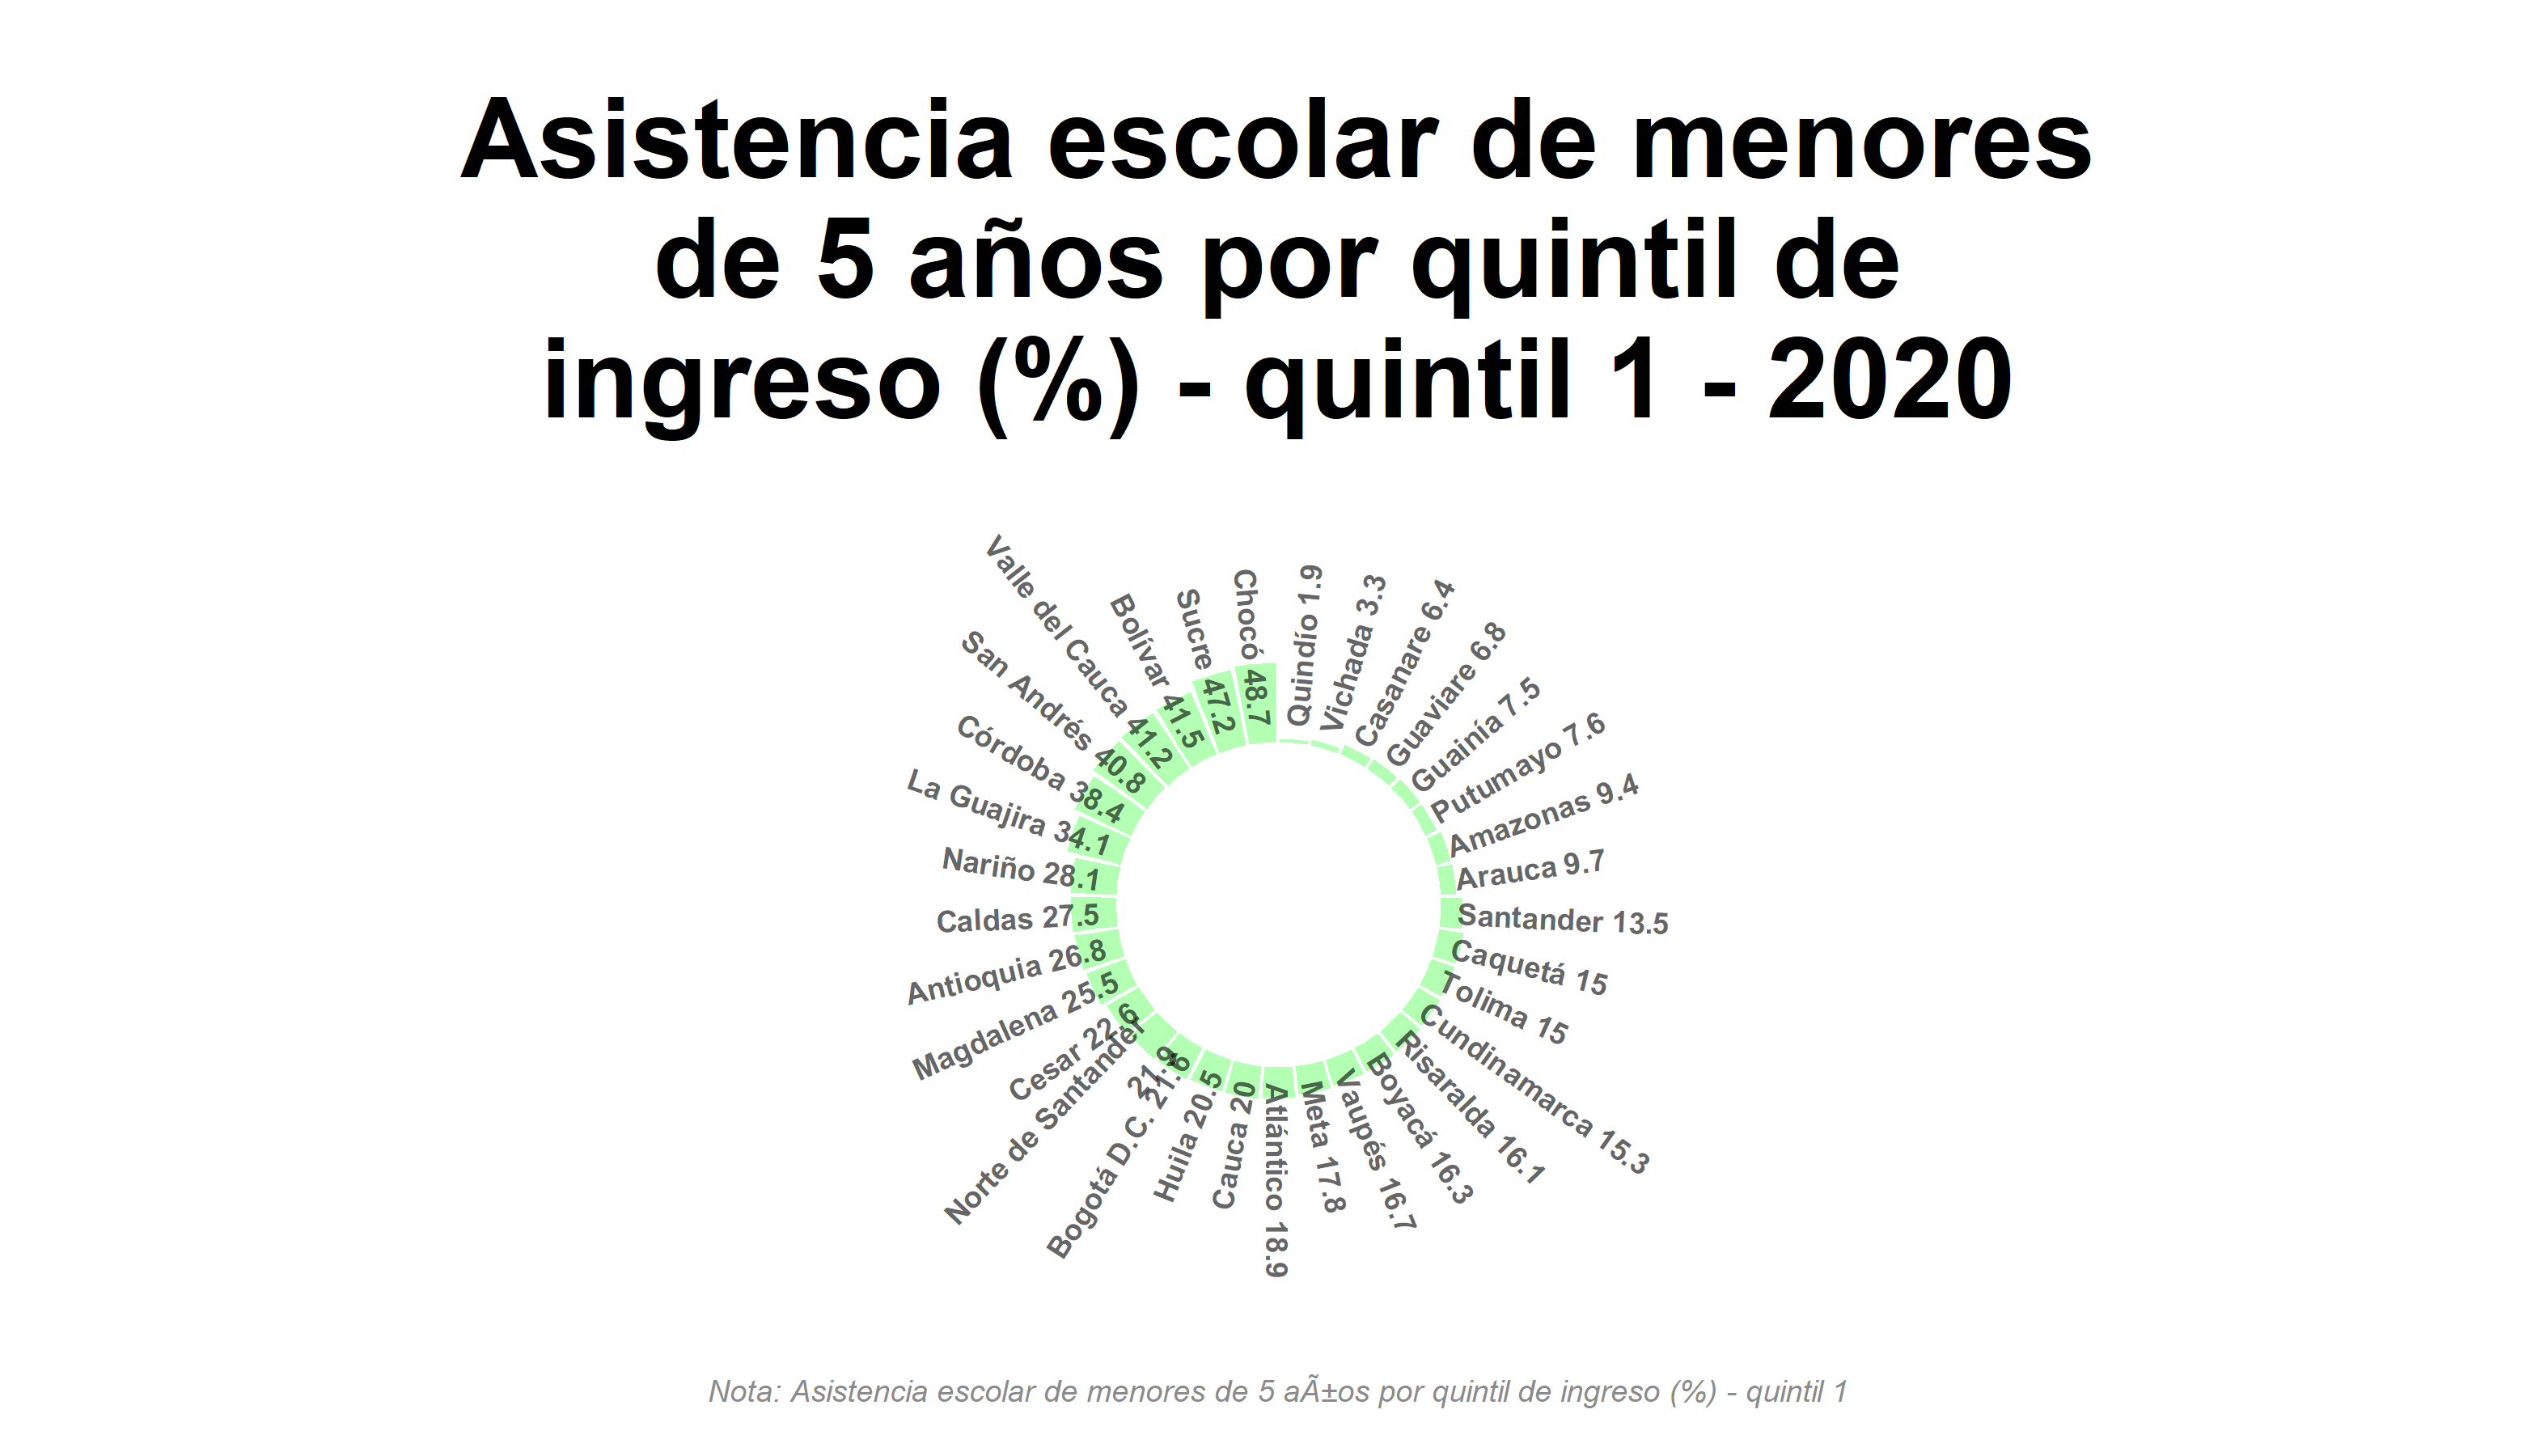 Asistencia escolar de menores
de 5 años por quintil de
ingreso (%) - quintil 1 - 2020
Quindío 1.9
Vichada 3.3
Casanare 6.4
Guaviare 6.8
Guainía 7.5
Putumayo 7.6
Amazonas 9.4
Arauca 9.7
Santander 13.5
Caquetá 15
Tolima 15
Cundinamarca 15.3
Risaralda 16.1
Boyacá 16.3
Vaupés 16.7
Meta 17.8
Atlántico 18.9
Cauca 20
Huila 20.5
Bogotá D.C. 21.6
Norte de Santander
Cesar 22.6
Magdalena 25.5
Antioquia 26.8
Caldas 27.5
Nariño 28.1
La Guajira 34.1
Córdoba 38.4
San Andrés 40.8
Valle del Cauca 41.2
Bolívar 41.5
Sucre 47.2
Chocó 48.7
Nota: Asistencia escolar de menores de 5 aÃ±os por quintil de ingreso (%) - quintil 1